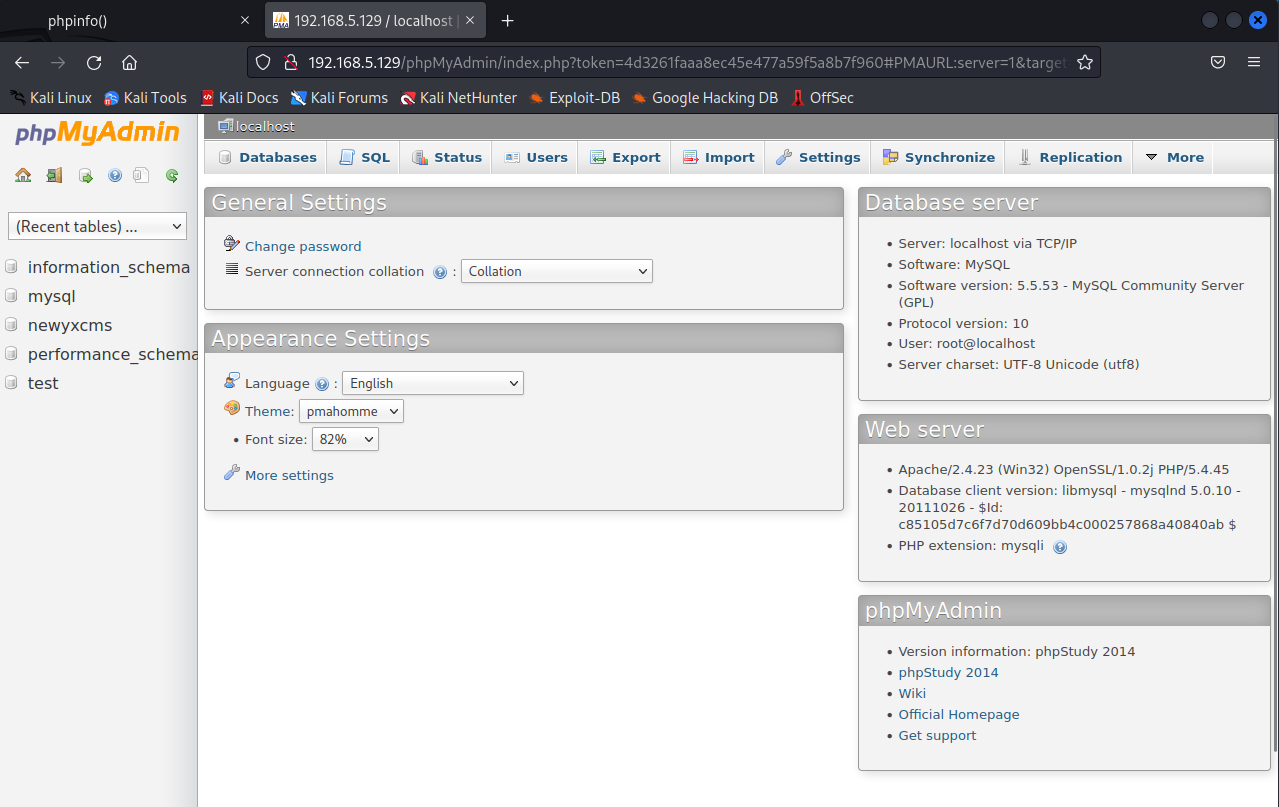 phpinfo()
192.168.5.129 / localhost |
192.168.5.129/phpMyAdmin/index.php?token=4d3261faaa8ec45e477a59f5a8b7f960#PMAURL:server=1&target
Kali Linux Kali Tools Kali Docs Kali Forums Kali NetHunter Exploit-DB Google Hacking DB OffSec
phpMyAdmin
(Recent tables) ...
information_schema
mysql
newyxcms
performance_schema
test
localhost
Databases SQL Status Users Export Import Settings Synchronize Replication More
General Settings
Change password
Server connection collation : Collation
Appearance Settings
Language : English
Theme: pmahomme
• Font size: 82%
More settings
Database server
• Server: localhost via TCP/IP
• Software: MySQL
• Software version: 5.5.53 - MySQL Community Server
(GPL)
• Protocol version: 10
• User: root@localhost
• Server charset: UTF-8 Unicode (utf8)
Web server
• Apache/2.4.23 (Win32) OpenSSL/1.0.2j PHP/5.4.45
• Database client version: libmysql - mysqlnd 5.0.10 -
20111026 - $Id:
c85105d7c6f7d70d609bb4c000257868a40840ab $
• PHP extension: mysqli
phpMyAdmin
• Version information: phpStudy 2014
• phpStudy 2014
• Wiki
• Official Homepage
• Get support